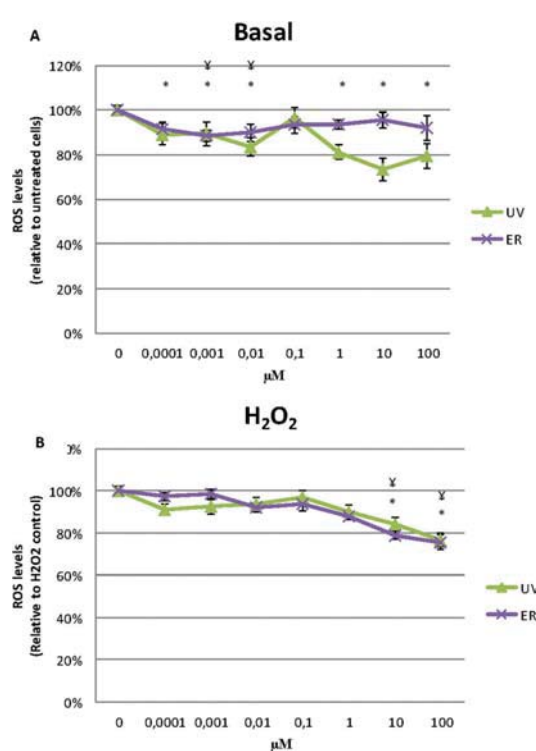 A
Basal
¥ ¥
* * * * * *
120%
100%
80%
60%
40%
20%
0%
ROS levels
(relative to untreated cells)
0 0,0001 0,001 0,01 0,1 1 10 100
µM
UV
ER
B
H₂O₂
)%
100%
80%
60%
40%
20%
0%
¥ ¥
* *
ROS levels
(Relative to H2O2 control)
0 0,0001 0,001 0,01 0,1 1 10 100
µM
UV
ER